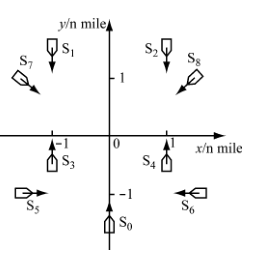 y/n mile
S₇ S₁ S₂ S₈
1
-1 0 1
x/n mile
S₃ S₄
-1
S₅ S₆
S₀